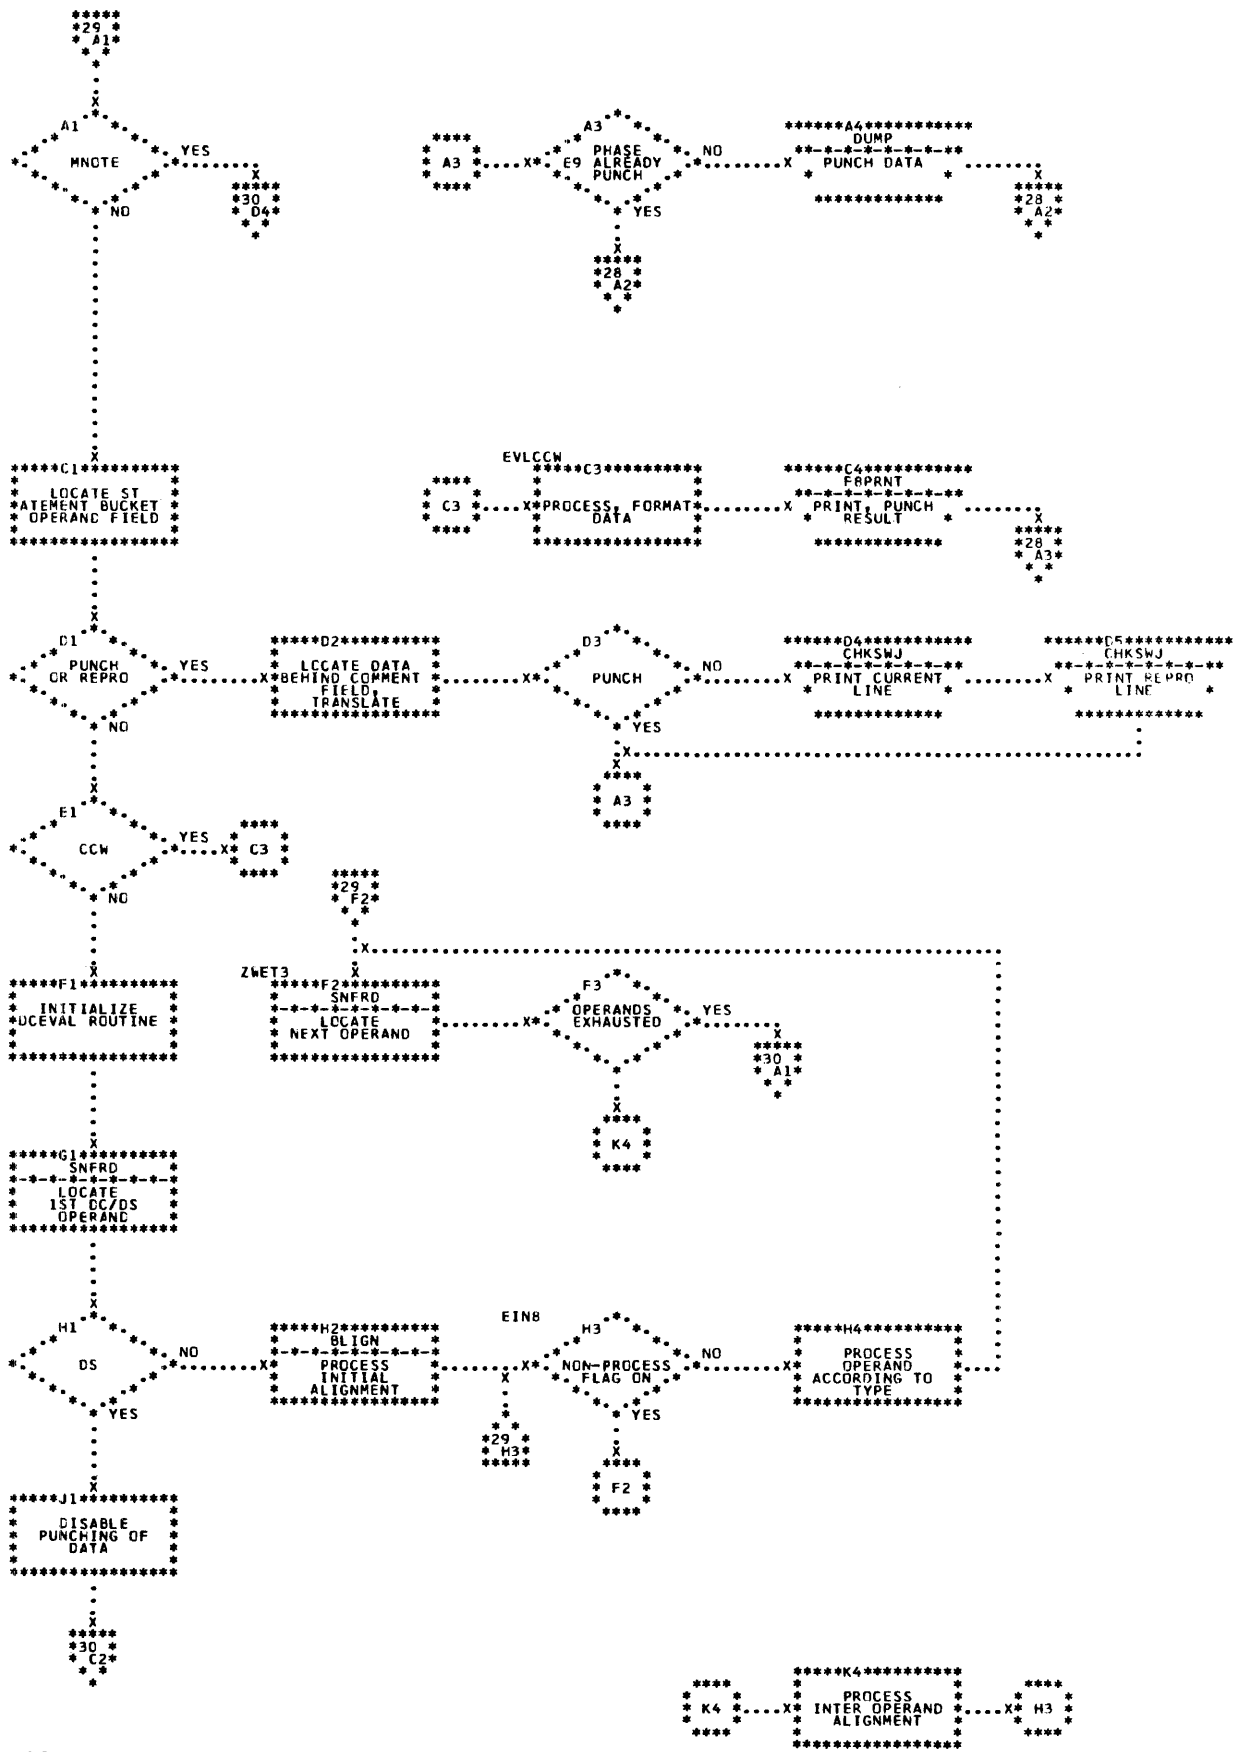 29
A1
A1
MNOTE
YES
NO
30
D4
A3
A3
PHASE
E9 ALREADY
PUNCH
NO
YES
28
A2
A4
DUMP
PUNCH DATA
28
A2
C1
LOCATE ST
ATEMENT BUCKET
OPERAND FIELD
C3
EVLCCW
C3
PROCESS, FORMAT
DATA
C4
F8PRNT
PRINT, PUNCH
RESULT
28
A3
D1
PUNCH
OR REPRO
YES
NO
D2
LOCATE DATA
BEHIND COMMENT
FIELD,
TRANSLATE
D3
PUNCH
NO
YES
D4
CHKSWJ
PRINT CURRENT
LINE
D5
CHKSWJ
PRINT REPRO
LINE
A3
E1
CCW
YES
NO
C3
29
F2
F1
INITIALIZE
DCEVAL ROUTINE
ZWET3
F2
SNFRD
LOCATE
NEXT OPERAND
F3
OPERANDS
EXHAUSTED
YES
30
A1
K4
G1
SNFRD
LOCATE
1ST DC/DS
OPERAND
H1
DS
NO
YES
H2
BLIGN
PROCESS
INITIAL
ALIGNMENT
EIN8
H3
NON-PROCESS
FLAG ON
NO
YES
29
H3
H4
PROCESS
OPERAND
ACCORDING TO
TYPE
F2
J1
DISABLE
PUNCHING OF
DATA
30
C2
K4
K4
PROCESS
INTER OPERAND
ALIGNMENT
H3